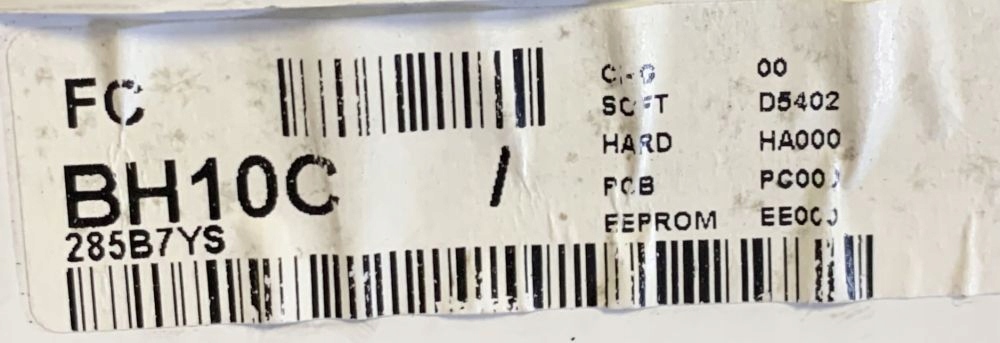 FC
BH10C /
285B7YS
00
SOFT D5402
HARD HA000
PCB
EEPROM